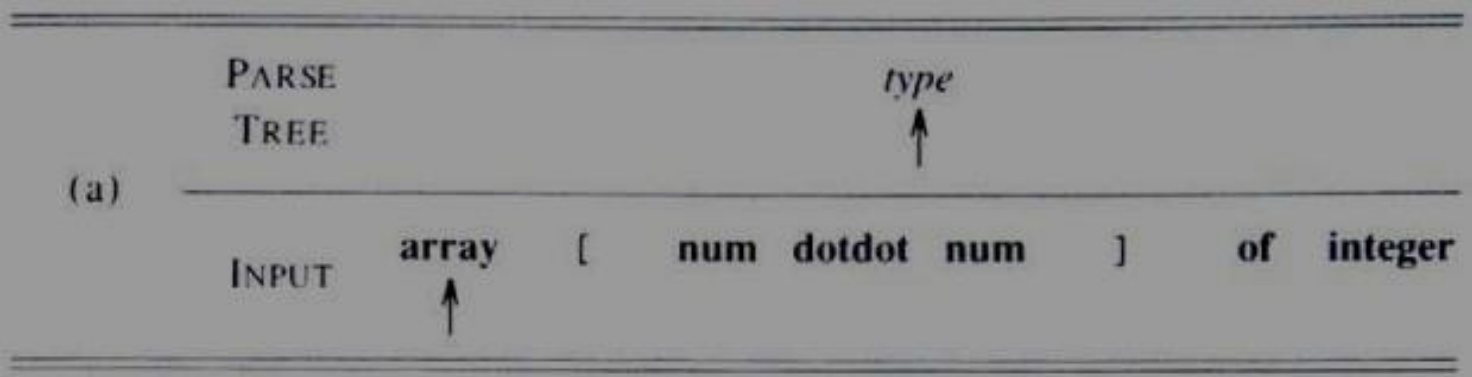 PARSE
TREE
type
(a)
INPUT
array [ num dotdot num ] of integer